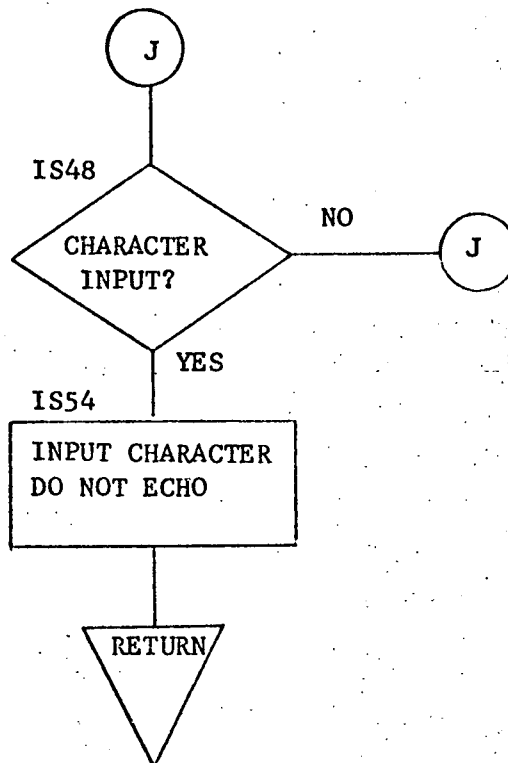 J
IS48
CHARACTER
INPUT?
NO
J
YES
IS54
INPUT CHARACTER
DO NOT ECHO
RETURN